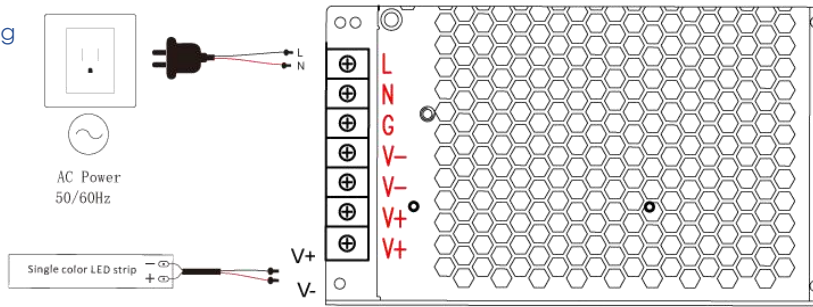 g
L
N
AC Power
50/60Hz
L
N
G
V-
V-
V+
V+
Single color LED strip
-
+
V+
V-